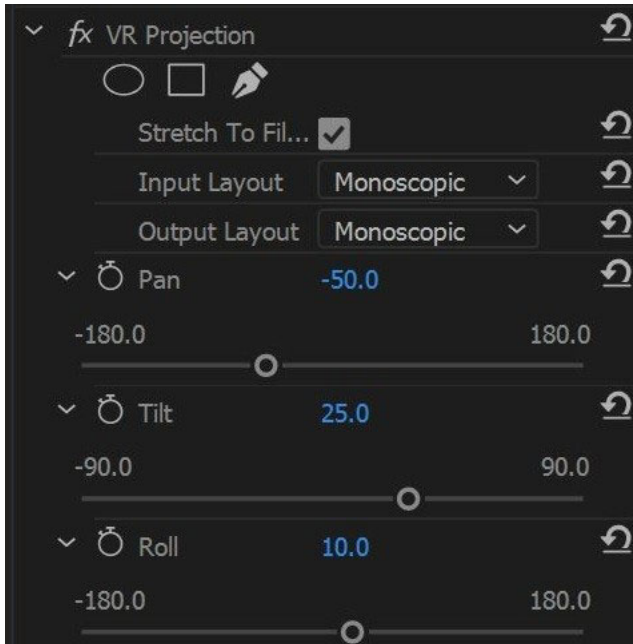 fx VR Projection
Stretch To Fil...
Input Layout Monoscopic
Output Layout Monoscopic
Pan -50.0
-180.0 180.0
Tilt 25.0
-90.0 90.0
Roll 10.0
-180.0 180.0